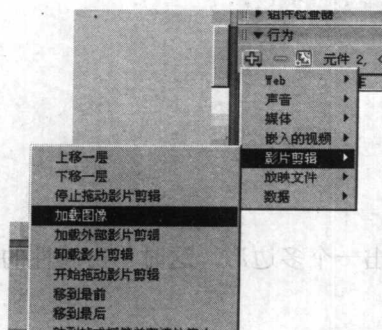 组件检查器
行为
元件 2,
Web
声音
媒体
嵌入的视频
影片剪辑
放映文件
数据
上移一层
下移一层
停止拖动影片剪辑
加载图像
加载外部影片剪辑
卸载影片剪辑
开始拖动影片剪辑
移到最前
移到最后